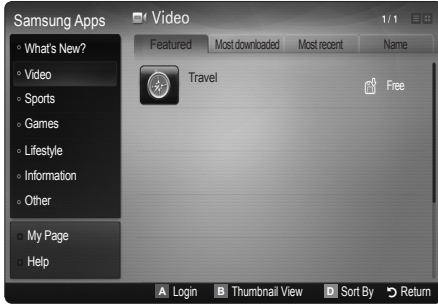 Samsung Apps
Video
1/1
What's New?
Video
Sports
Games
Lifestyle
Information
Other
My Page
Help
Featured
Most downloaded
Most recent
Name
Travel
Free
A Login
B Thumbnail View
D Sort By
Return